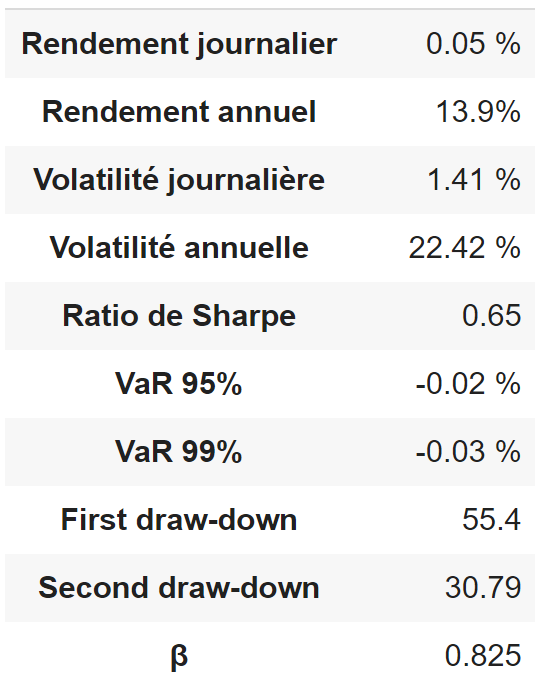 Rendement journalier 0.05 %
Rendement annuel 13.9%
Volatilité journalière 1.41 %
Volatilité annuelle 22.42 %
Ratio de Sharpe 0.65
VaR 95% -0.02 %
VaR 99% -0.03 %
First draw-down 55.4
Second draw-down 30.79
β 0.825